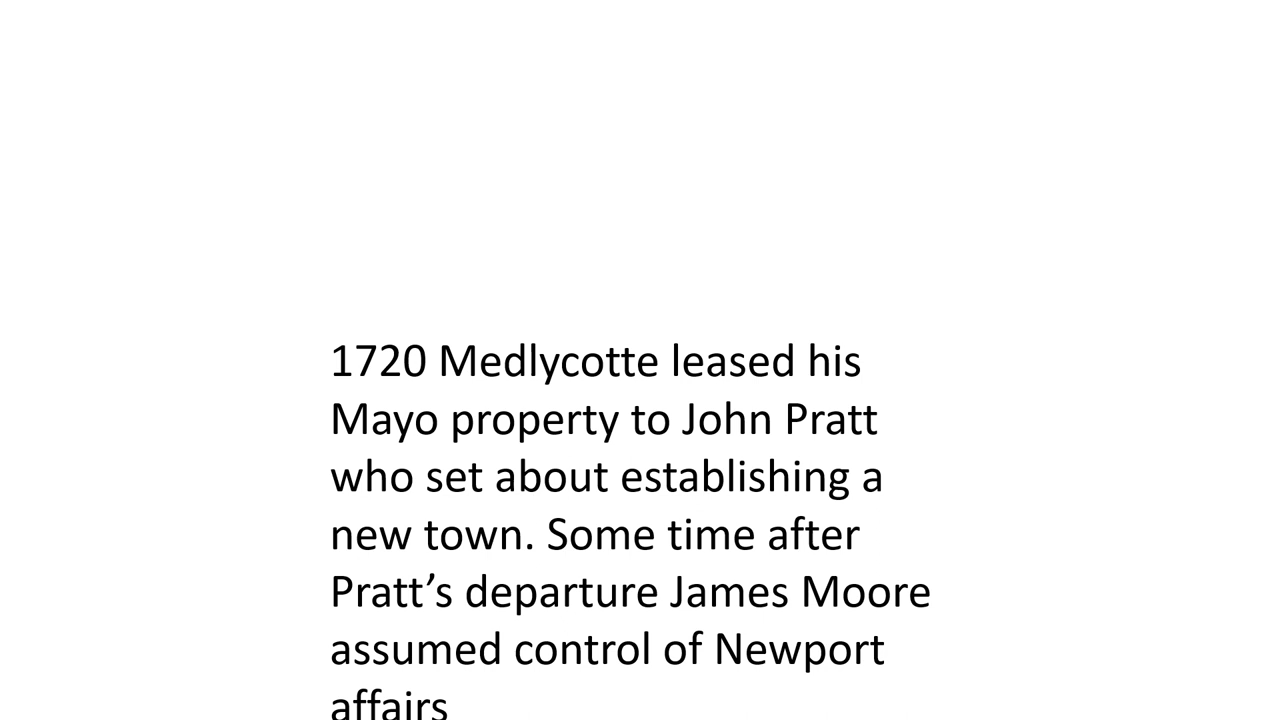 1720 Medlycotte leased his
Mayo property to John Pratt
who set about establishing a
new town. Some time after
Pratt’s departure James Moore
assumed control of Newport
affairs